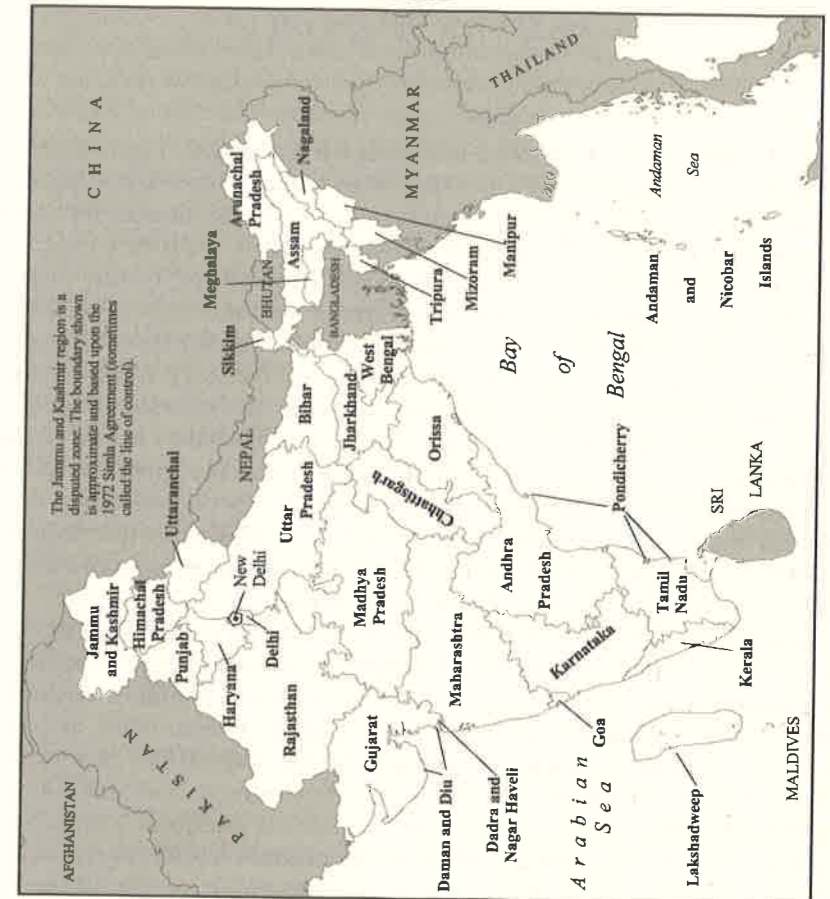 CHINA
The Jammu and Kashmir region is a
disputed zone. The boundary shown
is approximate and based upon the
1972 Simla Agreement (sometimes
called the line of control).
AFGHANISTAN
PAKISTAN
Jammu
and Kashmir
Himachal
Pradesh
Punjab
Uttaranchal
Haryana
New
Delhi
Delhi
Rajasthan
Uttar
Pradesh
NEPAL
Sikkim
BHUTAN
Meghalaya
Arunachal
Pradesh
Assam
Nagaland
BANGLADESH
Bihar
Jharkhand
West
Bengal
Tripura
Mizoram
Manipur
MYANMAR
THAILAND
Gujarat
Madhya
Pradesh
Chhattisgarh
Orissa
Daman and Diu
Dadra and
Nagar Haveli
Maharashtra
Andhra
Pradesh
Karnataka
Goa
Arabian
Sea
Bay
of
Bengal
Andaman
Sea
Andaman
and
Nicobar
Islands
Pondicherry
Tamil
Nadu
Kerala
SRI
LANKA
Lakshadweep
MALDIVES